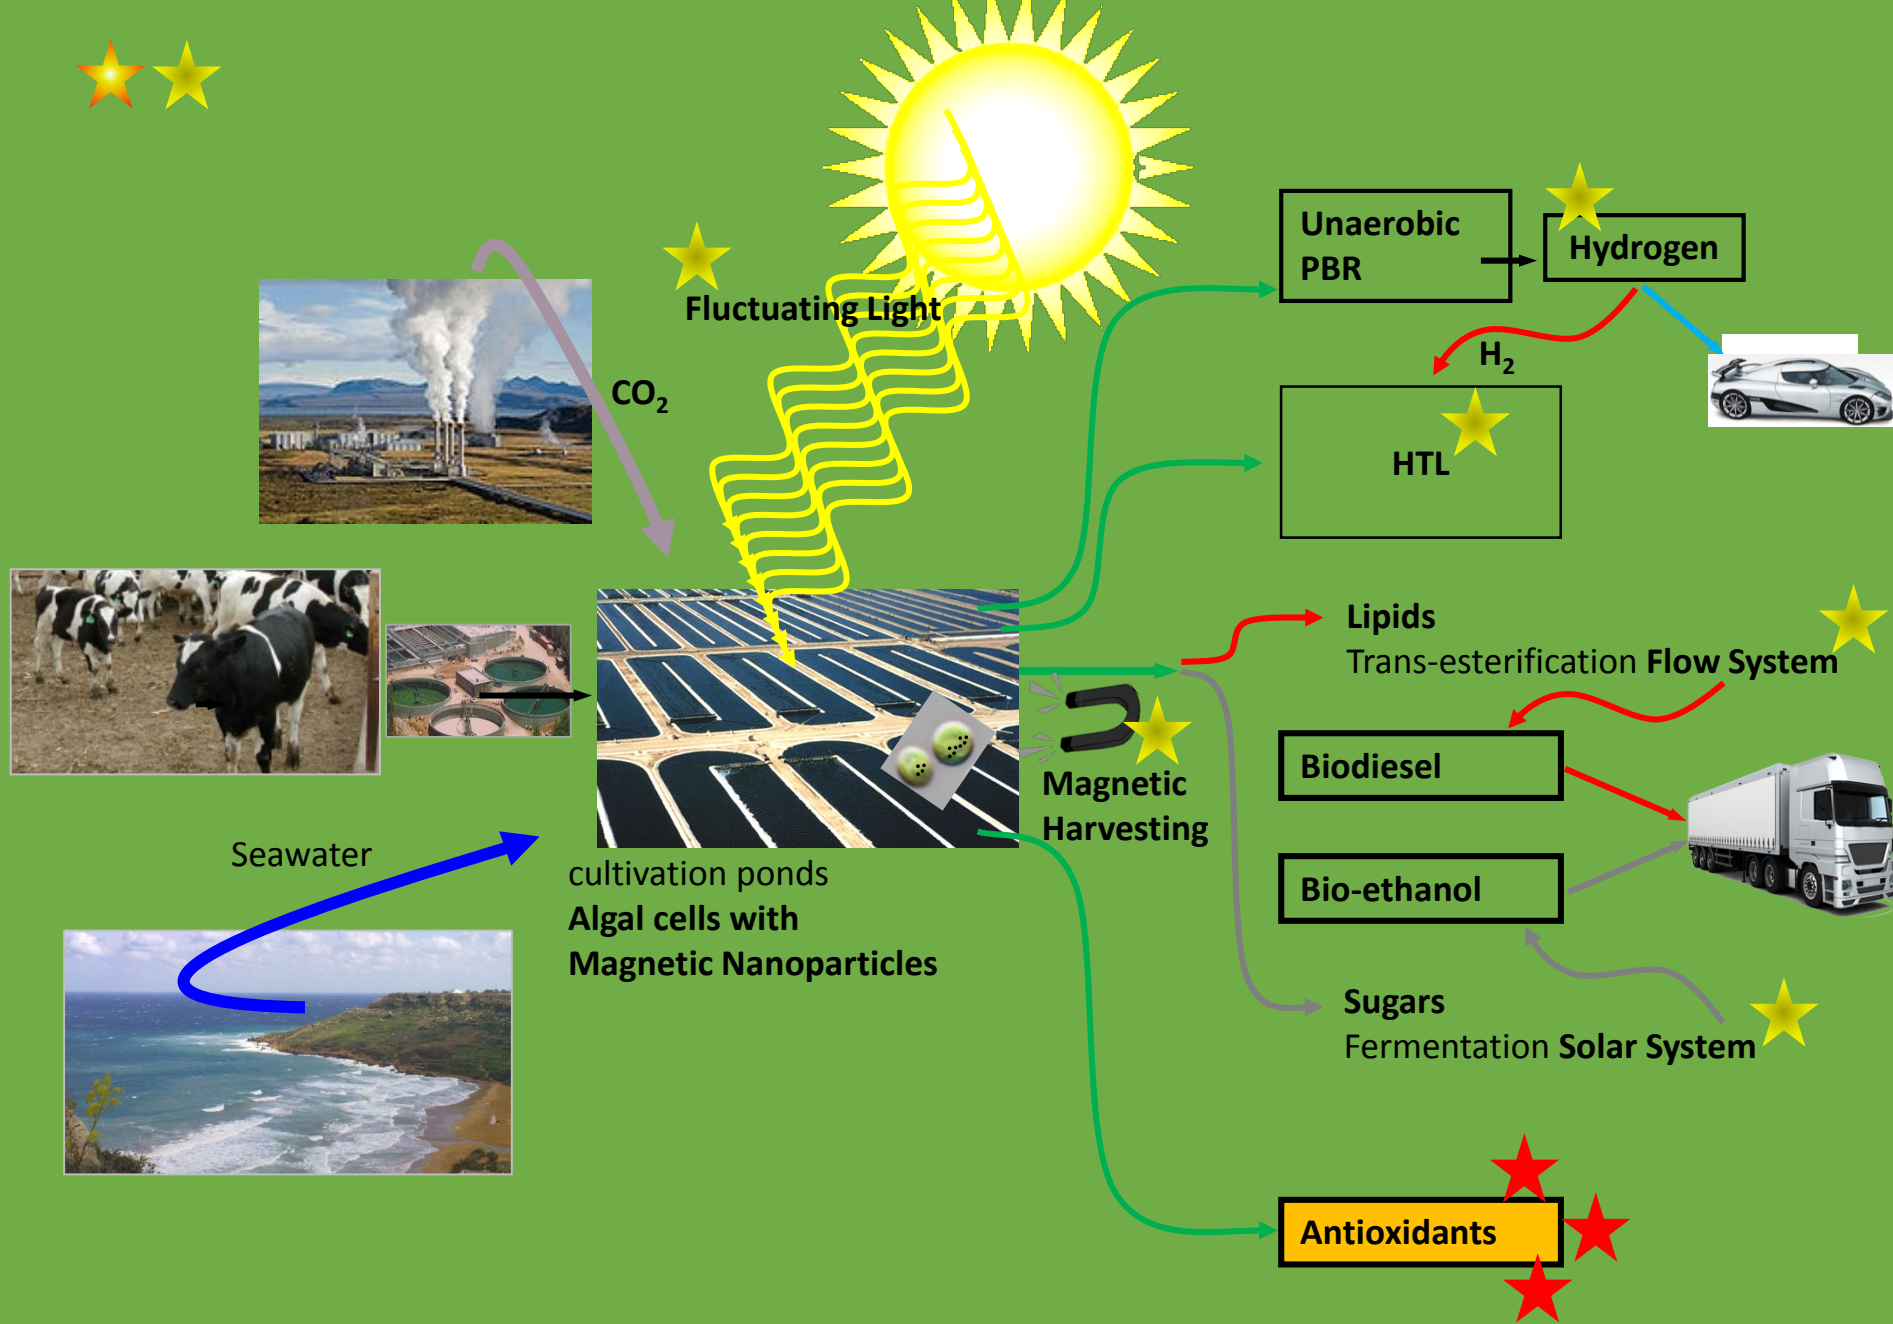 Fluctuating Light
CO₂
Seawater
cultivation ponds
Algal cells with
Magnetic Nanoparticles
Magnetic
Harvesting
Unaerobic
PBR
Hydrogen
H₂
HTL
Lipids
Trans-esterification Flow System
Biodiesel
Bio-ethanol
Sugars
Fermentation Solar System
Antioxidants